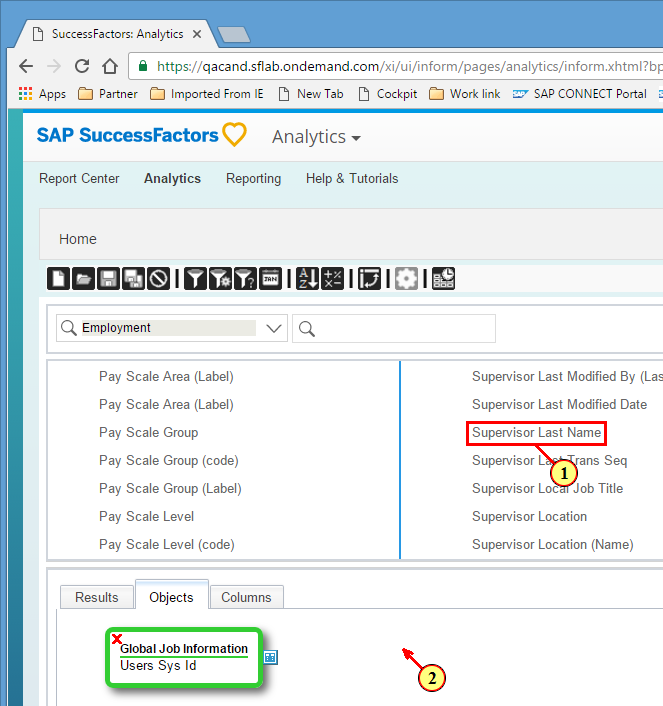 SuccessFactors: Analytics
https://qacand.sflab.ondemand.com/xi/ui/inform/pages/analytics/inform.xhtml?bp
Apps Partner Imported From IE New Tab Cockpit Work link SAP CONNECT Portal
SAP SuccessFactors Analytics
Report Center Analytics Reporting Help & Tutorials
Home
JAN A Z
Employment
Pay Scale Area (Label) Supervisor Last Modified By (Las
Pay Scale Area (Label) Supervisor Last Modified Date
Pay Scale Group Supervisor Last Name
Pay Scale Group (code) Supervisor Last Trans Seq
1
Pay Scale Group (Label) Supervisor Local Job Title
Pay Scale Level Supervisor Location
Pay Scale Level (code) Supervisor Location (Name)
Results Objects Columns
Global Job Information
Users Sys Id
2